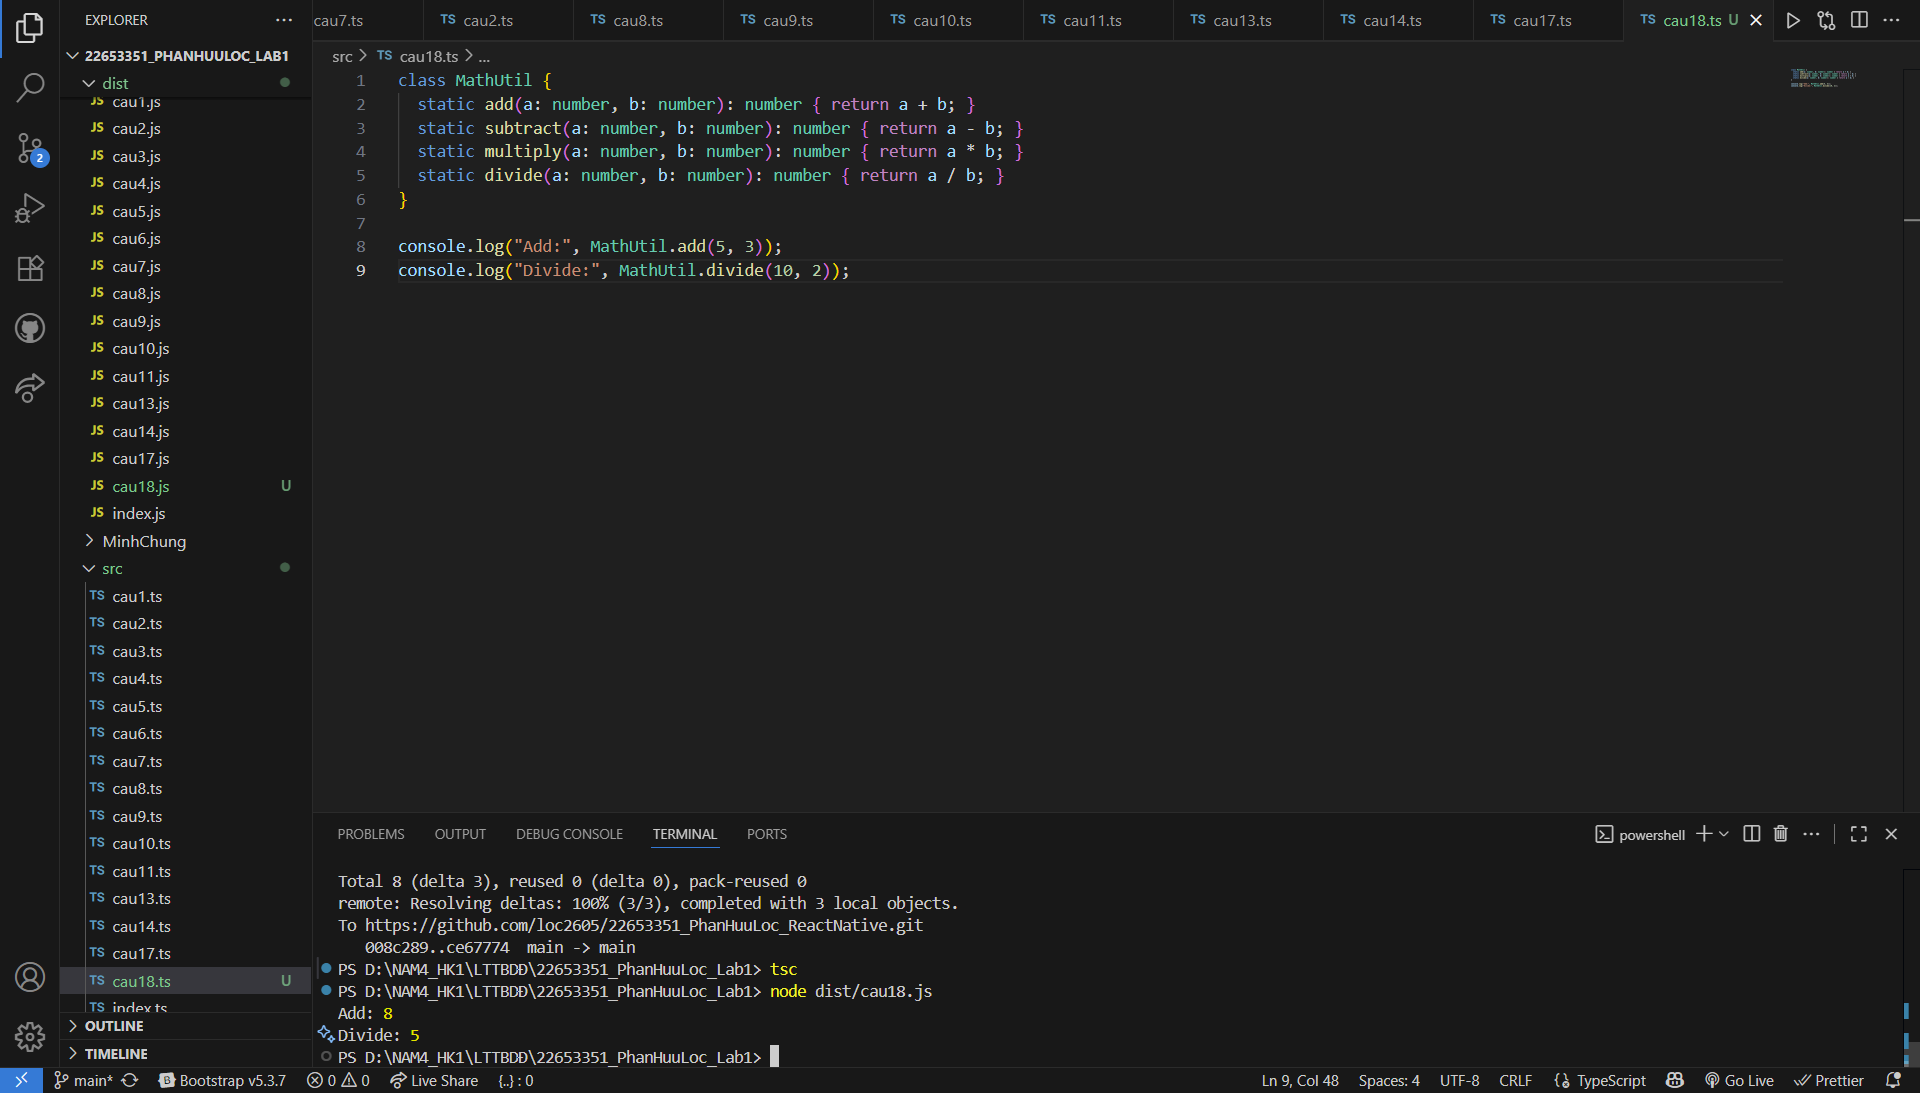 EXPLORER
22653351_PHANHUULOC_LAB1
dist
cau1.js
cau2.js
cau3.js
cau4.js
cau5.js
cau6.js
cau7.js
cau8.js
cau9.js
cau10.js
cau11.js
cau13.js
cau14.js
cau17.js
cau18.js U
index.js
MinhChung
src
cau1.ts
cau2.ts
cau3.ts
cau4.ts
cau5.ts
cau6.ts
cau7.ts
cau8.ts
cau9.ts
cau10.ts
cau11.ts
cau13.ts
cau14.ts
cau17.ts
cau18.ts U
index.ts
OUTLINE
TIMELINE
2
cau7.ts TS cau2.ts TS cau8.ts TS cau9.ts TS cau10.ts TS cau11.ts TS cau13.ts TS cau14.ts TS cau17.ts TS cau18.ts U
src > TS cau18.ts > ...
1 class MathUtil {
2 static add(a: number, b: number): number { return a + b; }
3 static subtract(a: number, b: number): number { return a - b; }
4 static multiply(a: number, b: number): number { return a * b; }
5 static divide(a: number, b: number): number { return a / b; }
6 }
7
8 console.log("Add:", MathUtil.add(5, 3));
9 console.log("Divide:", MathUtil.divide(10, 2));
PROBLEMS OUTPUT DEBUG CONSOLE TERMINAL PORTS
powershell
Total 8 (delta 3), reused 0 (delta 0), pack-reused 0
remote: Resolving deltas: 100% (3/3), completed with 3 local objects.
To https://github.com/loc2605/22653351_PhanHuuLoc_ReactNative.git
008c289..ce67774 main -> main
PS D:\NAM4_HK1\LTTBDĐ\22653351_PhanHuuLoc_Lab1> tsc
PS D:\NAM4_HK1\LTTBDĐ\22653351_PhanHuuLoc_Lab1> node dist/cau18.js
Add: 8
Divide: 5
PS D:\NAM4_HK1\LTTBDĐ\22653351_PhanHuuLoc_Lab1>
main* Bootstrap v5.3.7 0 0 Live Share {..} : 0
Ln 9, Col 48 Spaces: 4 UTF-8 CRLF {} TypeScript Go Live Prettier